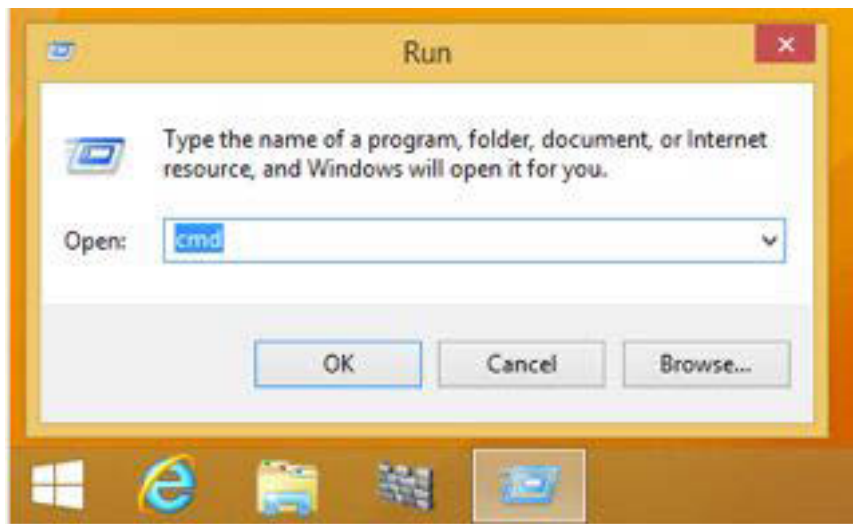 Run
Type the name of a program, folder, document, or Internet
resource, and Windows will open it for you.
Open: cmd
OK Cancel Browse...